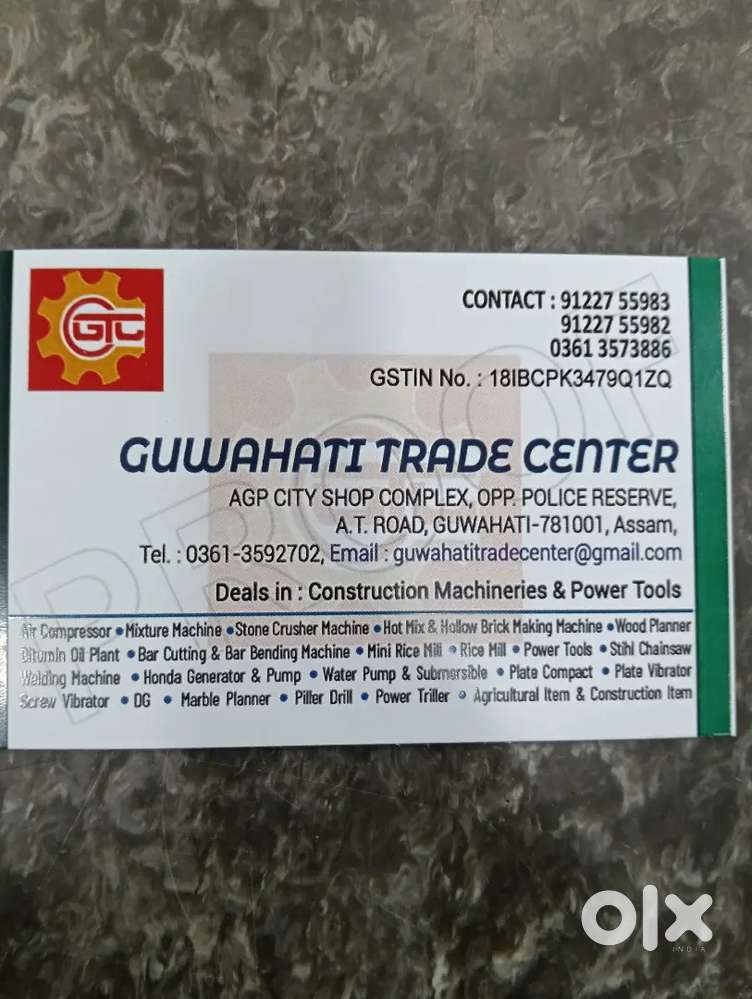 GTC
CONTACT : 91227 55983
91227 55982
0361 3573886
GSTIN No. : 18IBCPK3479Q1ZQ
GUWAHATI TRADE CENTER
AGP CITY SHOP COMPLEX, OPP. POLICE RESERVE,
A.T. ROAD, GUWAHATI-781001, Assam,
Tel. : 0361-3592702, Email : guwahatitradecenter@gmail.com
Deals in : Construction Machineries & Power Tools
Air Compressor • Mixture Machine • Stone Crusher Machine • Hot Mix & Hollow Brick Making Machine • Wood Planner
Bitumin Oil Plant • Bar Cutting & Bar Bending Machine • Mini Rice Mill • Rice Mill • Power Tools • Stihl Chainsaw
Welding Machine • Honda Generator & Pump • Water Pump & Submersible • Plate Compact • Plate Vibrator
Screw Vibrator • DG • Marble Planner • Piller Drill • Power Triller • Agricultural Item & Construction Item
PROOF
olx
INDIA